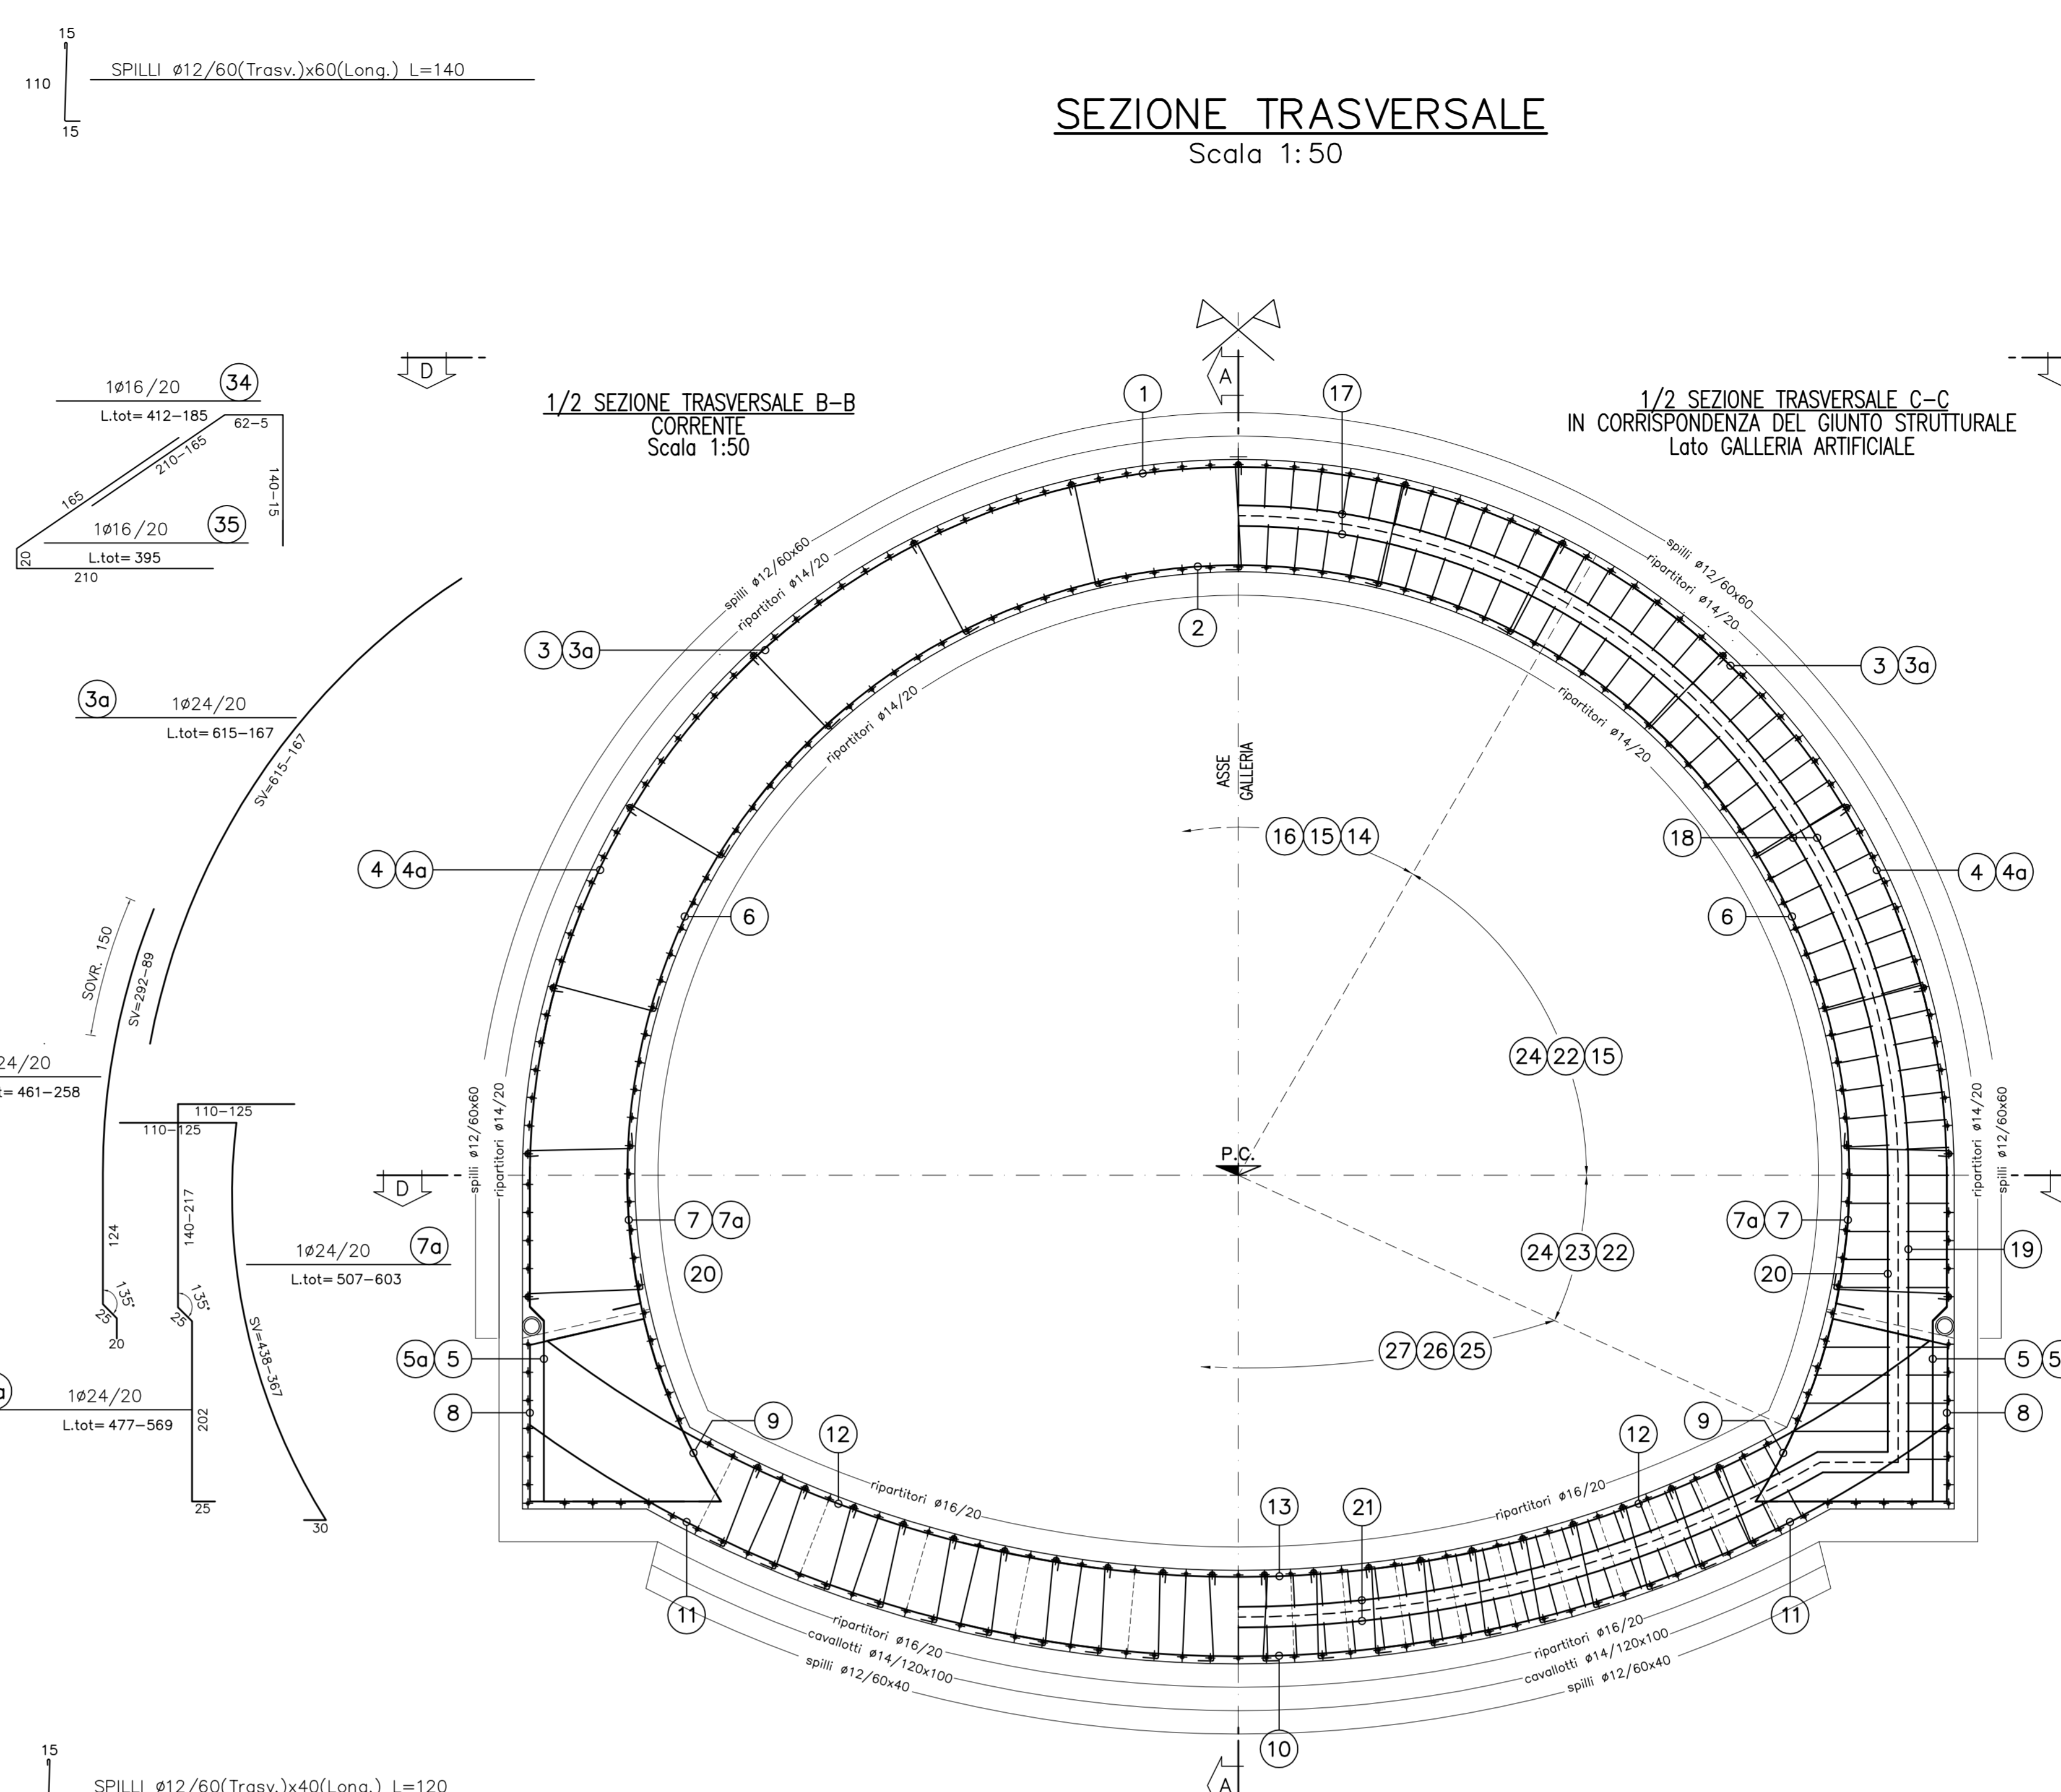 15
110
SPILLI ø12/60(Trasv.)x60(Long.) L=140
15
SEZIONE TRASVERSALE
Scala 1:50
1ø16/20
34
L.tot= 412-185
62-5
210-165
165
140-15
1ø16/20
35
L.tot= 395
20
210
3a
1ø24/20
L.tot= 615-167
SV=615-167
SOVR. 150
SV=292-89
24/20
t= 461-258
110-125
110-125
124
140-217
135°
25
20
135°
25
1ø24/20
7a
L.tot= 507-603
SV=438-367
1ø24/20
L.tot= 477-569
202
25
30
D
1/2 SEZIONE TRASVERSALE B-B
CORRENTE
Scala 1:50
A
1/2 SEZIONE TRASVERSALE C-C
IN CORRISPONDENZA DEL GIUNTO STRUTTURALE
Lato GALLERIA ARTIFICIALE
1
17
2
spilli ø12/60x60
ripartitori ø14/20
ripartitori ø14/20
spilli ø12/60x60
ripartitori ø14/20
ripartitori ø14/20
3 3a
3 3a
ASSE
GALLERIA
16 15 14
18
4 4a
4 4a
6
6
24 22 15
spilli ø12/60x60
ripartitori ø14/20
ripartitori ø14/20
spilli ø12/60x60
P.C.
D
7 7a
7a 7
20
20
19
24 23 22
5a 5
27 26 25
5 5
8
8
9
9
12
12
ripartitori ø16/20
ripartitori ø16/20
13
21
11
11
ripartitori ø16/20
cavallotti ø14/120x100
spilli ø12/60x40
ripartitori ø16/20
cavallotti ø14/120x100
spilli ø12/60x40
10
A
15
SPILLI ø12/60(Trasv.)x40(Long.) L=120